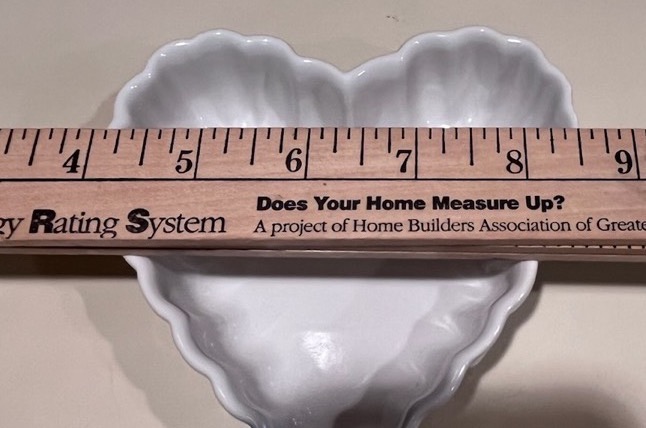 4 5 6 7 8 9
Does Your Home Measure Up?
gy Rating System A project of Home Builders Association of Greate